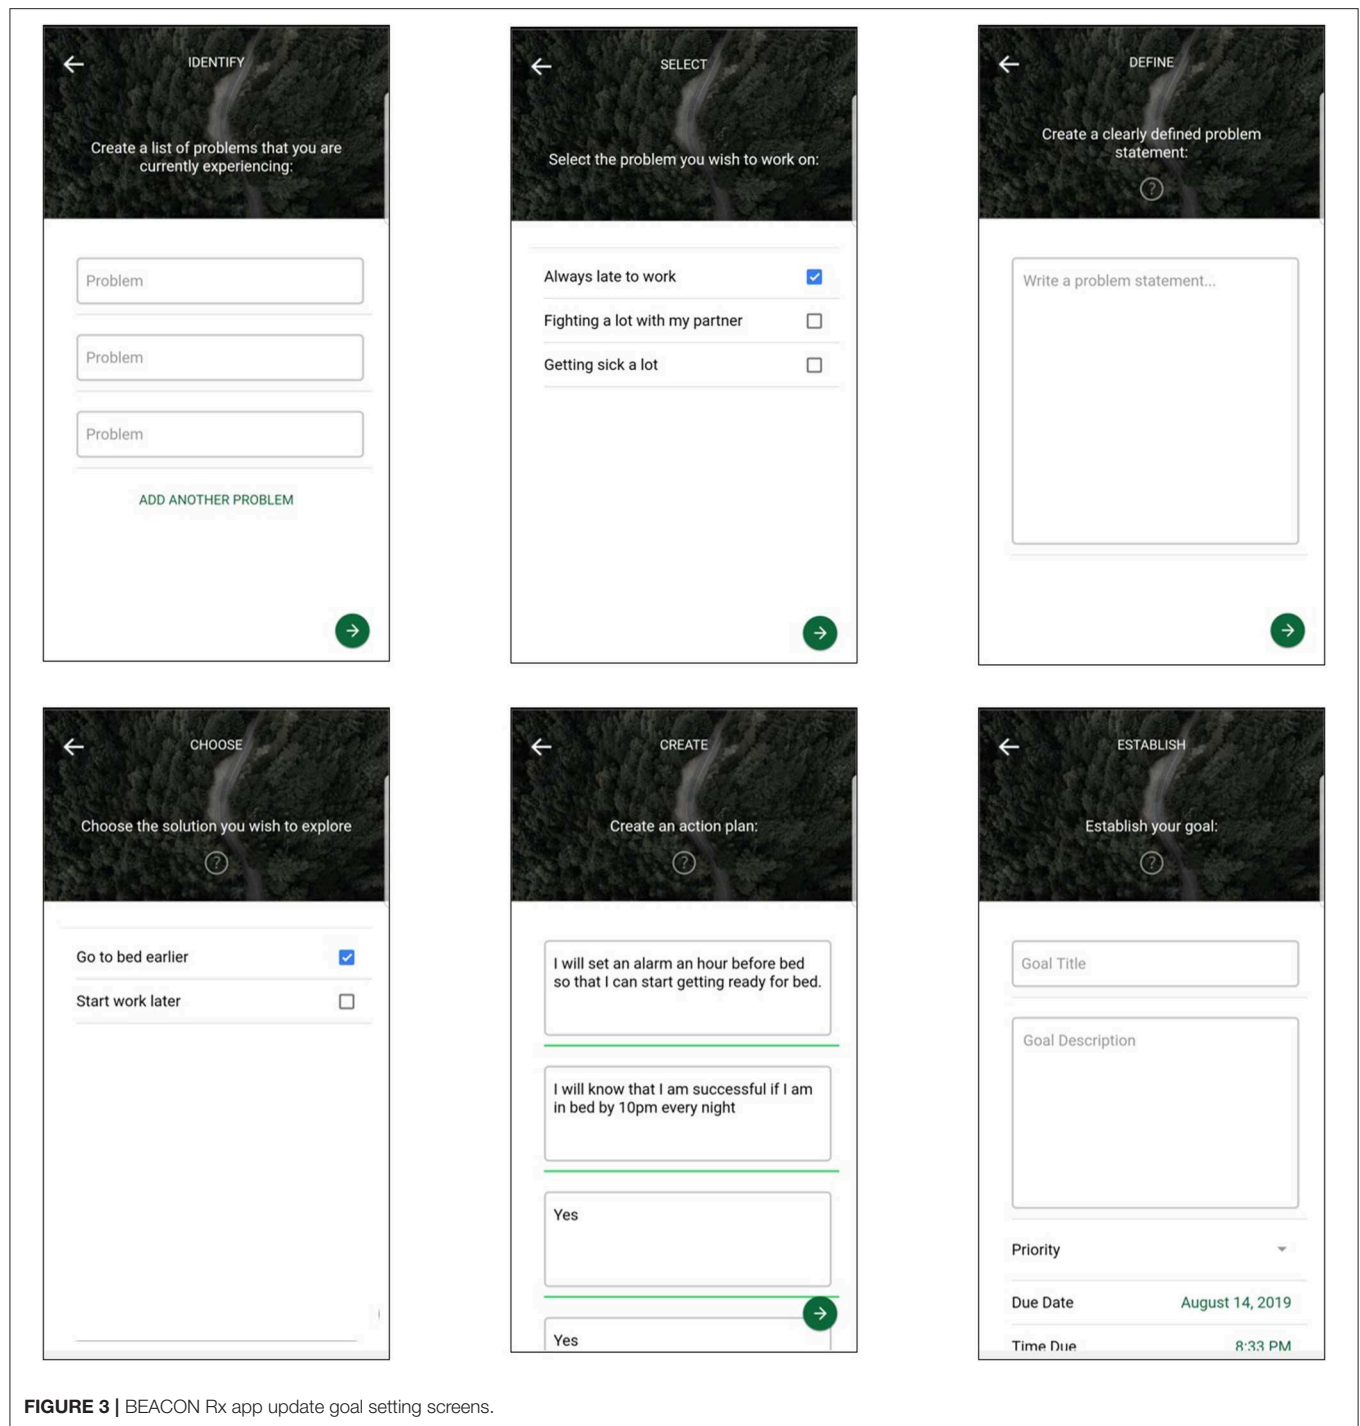 IDENTIFY
Create a list of problems that you are
currently experiencing:
Problem
Problem
Problem
ADD ANOTHER PROBLEM
SELECT
Select the problem you wish to work on:
Always late to work
Fighting a lot with my partner
Getting sick a lot
DEFINE
Create a clearly defined problem
statement:
?
Write a problem statement...
CHOOSE
Choose the solution you wish to explore
?
Go to bed earlier
Start work later
CREATE
Create an action plan:
?
I will set an alarm an hour before bed
so that I can start getting ready for bed.
I will know that I am successful if I am
in bed by 10pm every night
Yes
Yes
ESTABLISH
Establish your goal:
?
Goal Title
Goal Description
Priority
Due Date August 14, 2019
Time Due 8:33 PM
FIGURE 3 | BEACON Rx app update goal setting screens.